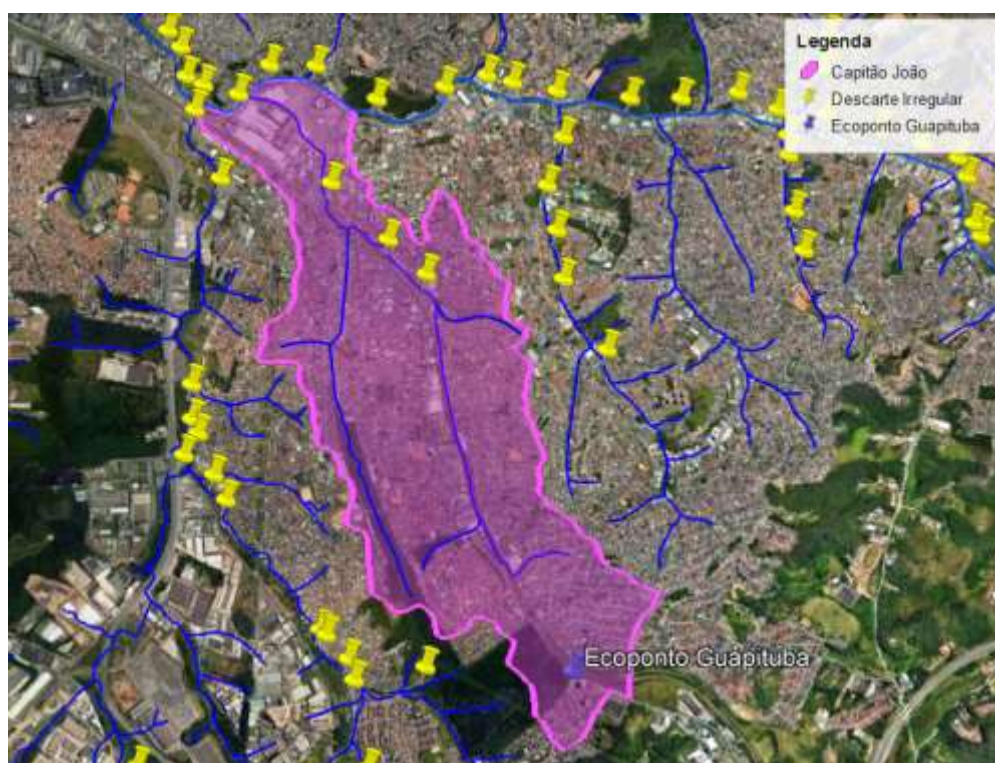 Legenda
Capitão João
Descarte Irregular
Ecoponto Guapituba
Ecoponto Guapituba